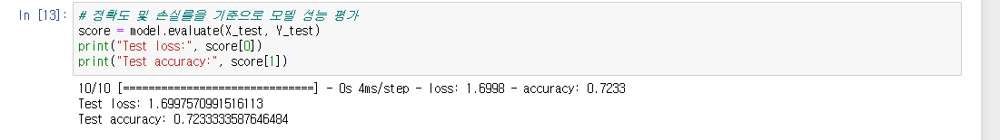 In [13]: # 정확도 및 손실률을 기준으로 모델 성능 평가
score = model.evaluate(X_test, Y_test)
print("Test loss:", score[0])
print("Test accuracy:", score[1])
10/10 [==============================] - 0s 4ms/step - loss: 1.6998 - accuracy: 0.7233
Test loss: 1.6997570991516113
Test accuracy: 0.7233333587646484